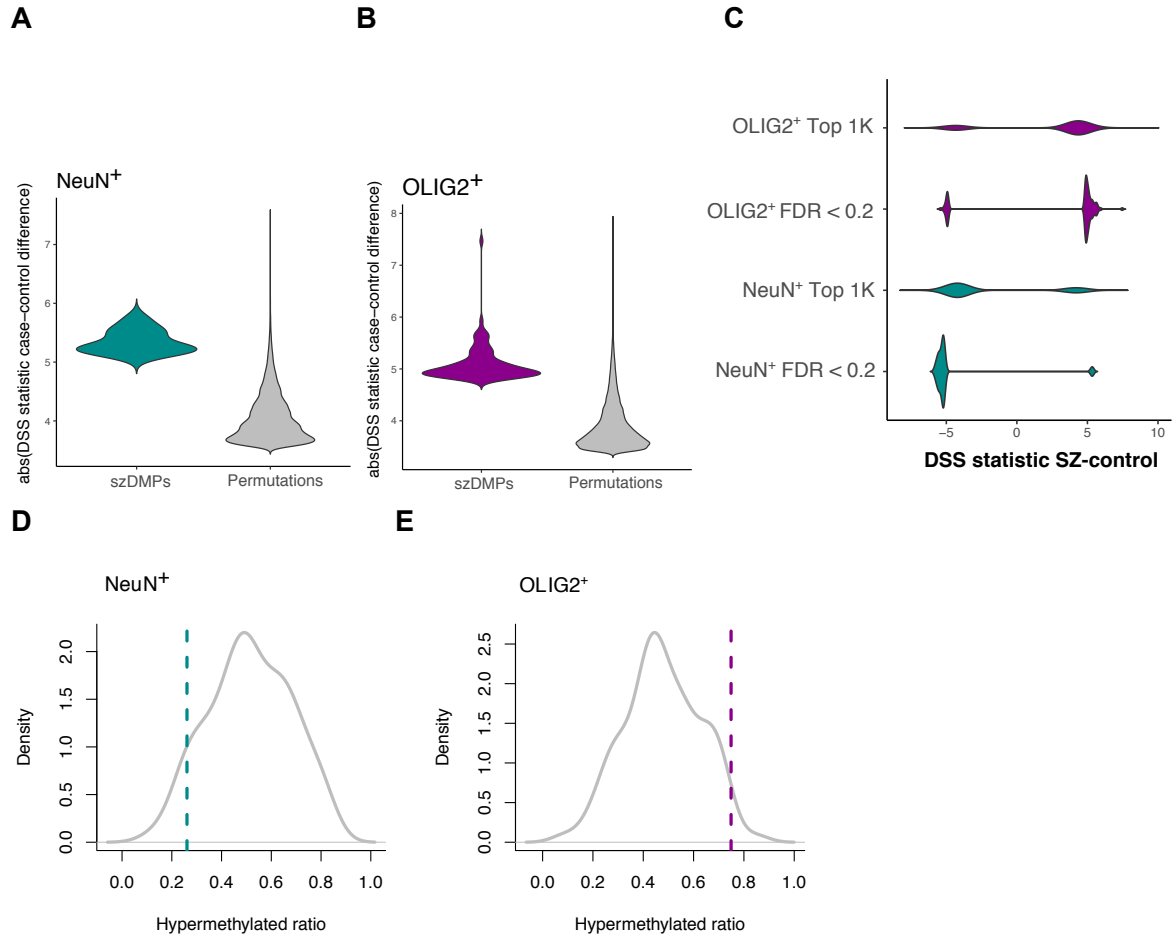 A
B
C
NeuN+
abs(DSS statistic case−control difference)
7
6
5
4
szDMPs
Permutations
OLIG2+
abs(DSS statistic case−control difference)
8
7
6
5
4
szDMPs
Permutations
OLIG2+ Top 1K
OLIG2+ FDR < 0.2
NeuN+ Top 1K
NeuN+ FDR < 0.2
−5 0 5 10
DSS statistic SZ-control
D
E
NeuN+
Density
2.0
1.5
1.0
0.5
0.0
0.0 0.2 0.4 0.6 0.8 1.0
Hypermethylated ratio
OLIG2+
Density
2.5
2.0
1.5
1.0
0.5
0.0
0.0 0.2 0.4 0.6 0.8 1.0
Hypermethylated ratio